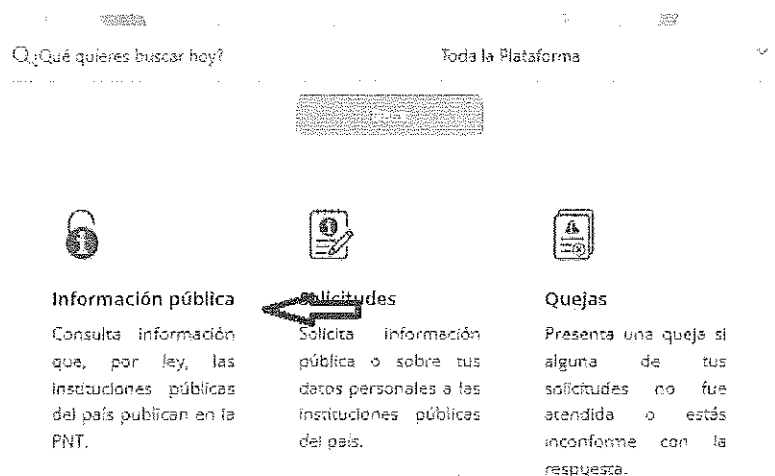 ¿Qué quieres buscar hoy?
Toda la Plataforma
Información pública
Consulta información
que, por ley, las
instituciones públicas
del país publican en la
PNT.
Solicitudes
Solicita información
pública o sobre tus
datos personales a las
instituciones públicas
del país.
Quejas
Presenta una queja si
alguna de tus
solicitudes no fue
atendida o estás
inconforme con la
respuesta.